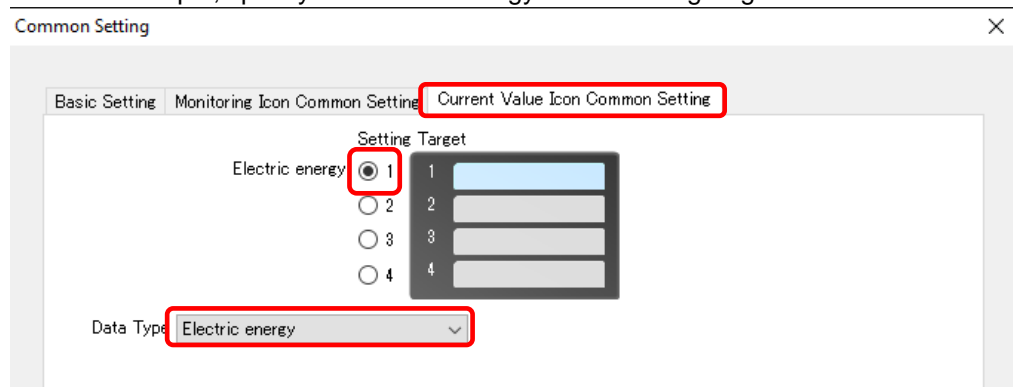 Common Setting
Basic Setting Monitoring Icon Common Setting Current Value Icon Common Setting
Setting Target
Electric energy 1 1
2 2
3 3
4 4
Data Type Electric energy